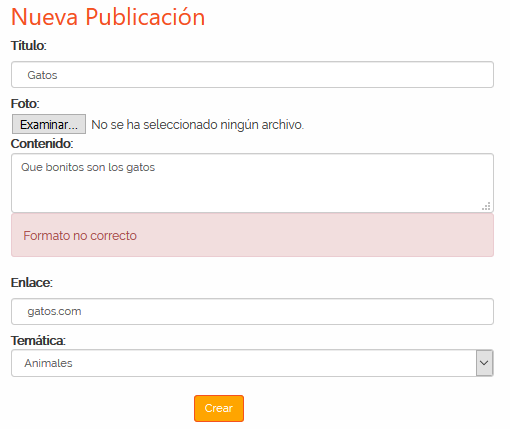 Nueva Publicación
Título:
Gatos
Foto:
Examinar... No se ha seleccionado ningún archivo.
Contenido:
Que bonitos son los gatos
Formato no correcto
Enlace:
gatos.com
Temática:
Animales
Crear